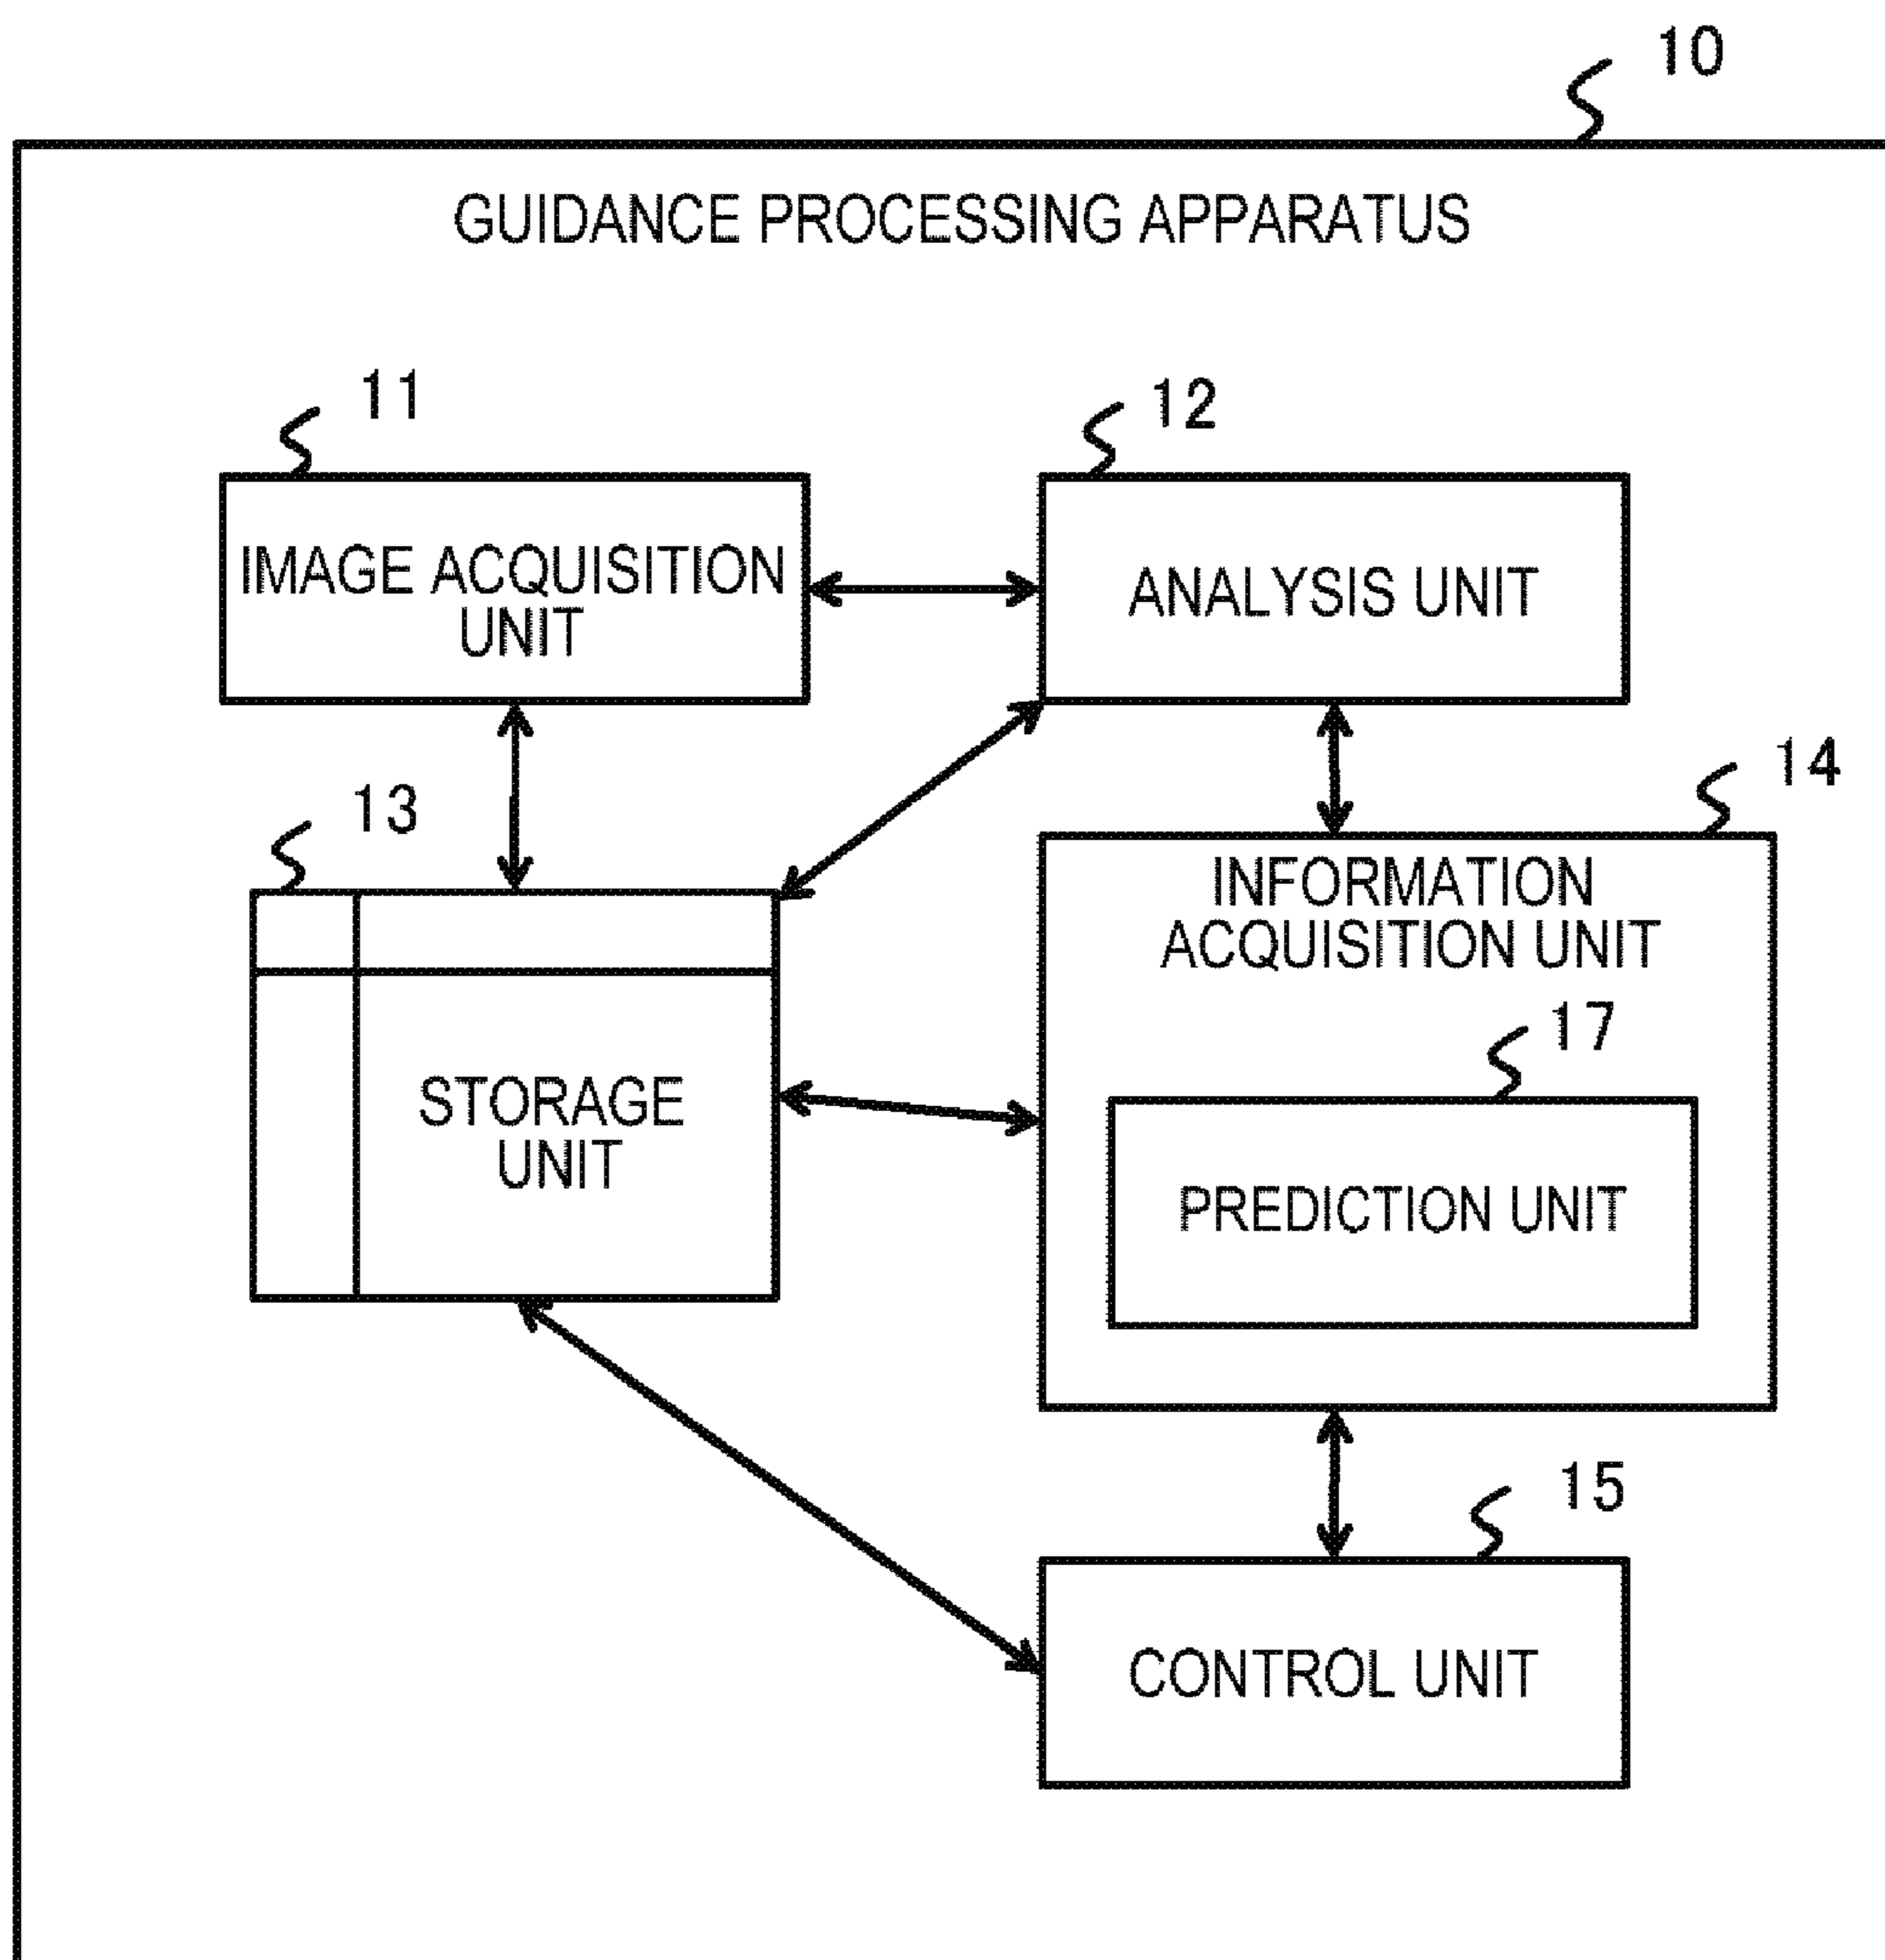 10
GUIDANCE PROCESSING APPARATUS
11
12
IMAGE ACQUISITION
UNIT
ANALYSIS UNIT
13
14
INFORMATION
ACQUISITION UNIT
17
STORAGE
UNIT
PREDICTION UNIT
15
CONTROL UNIT